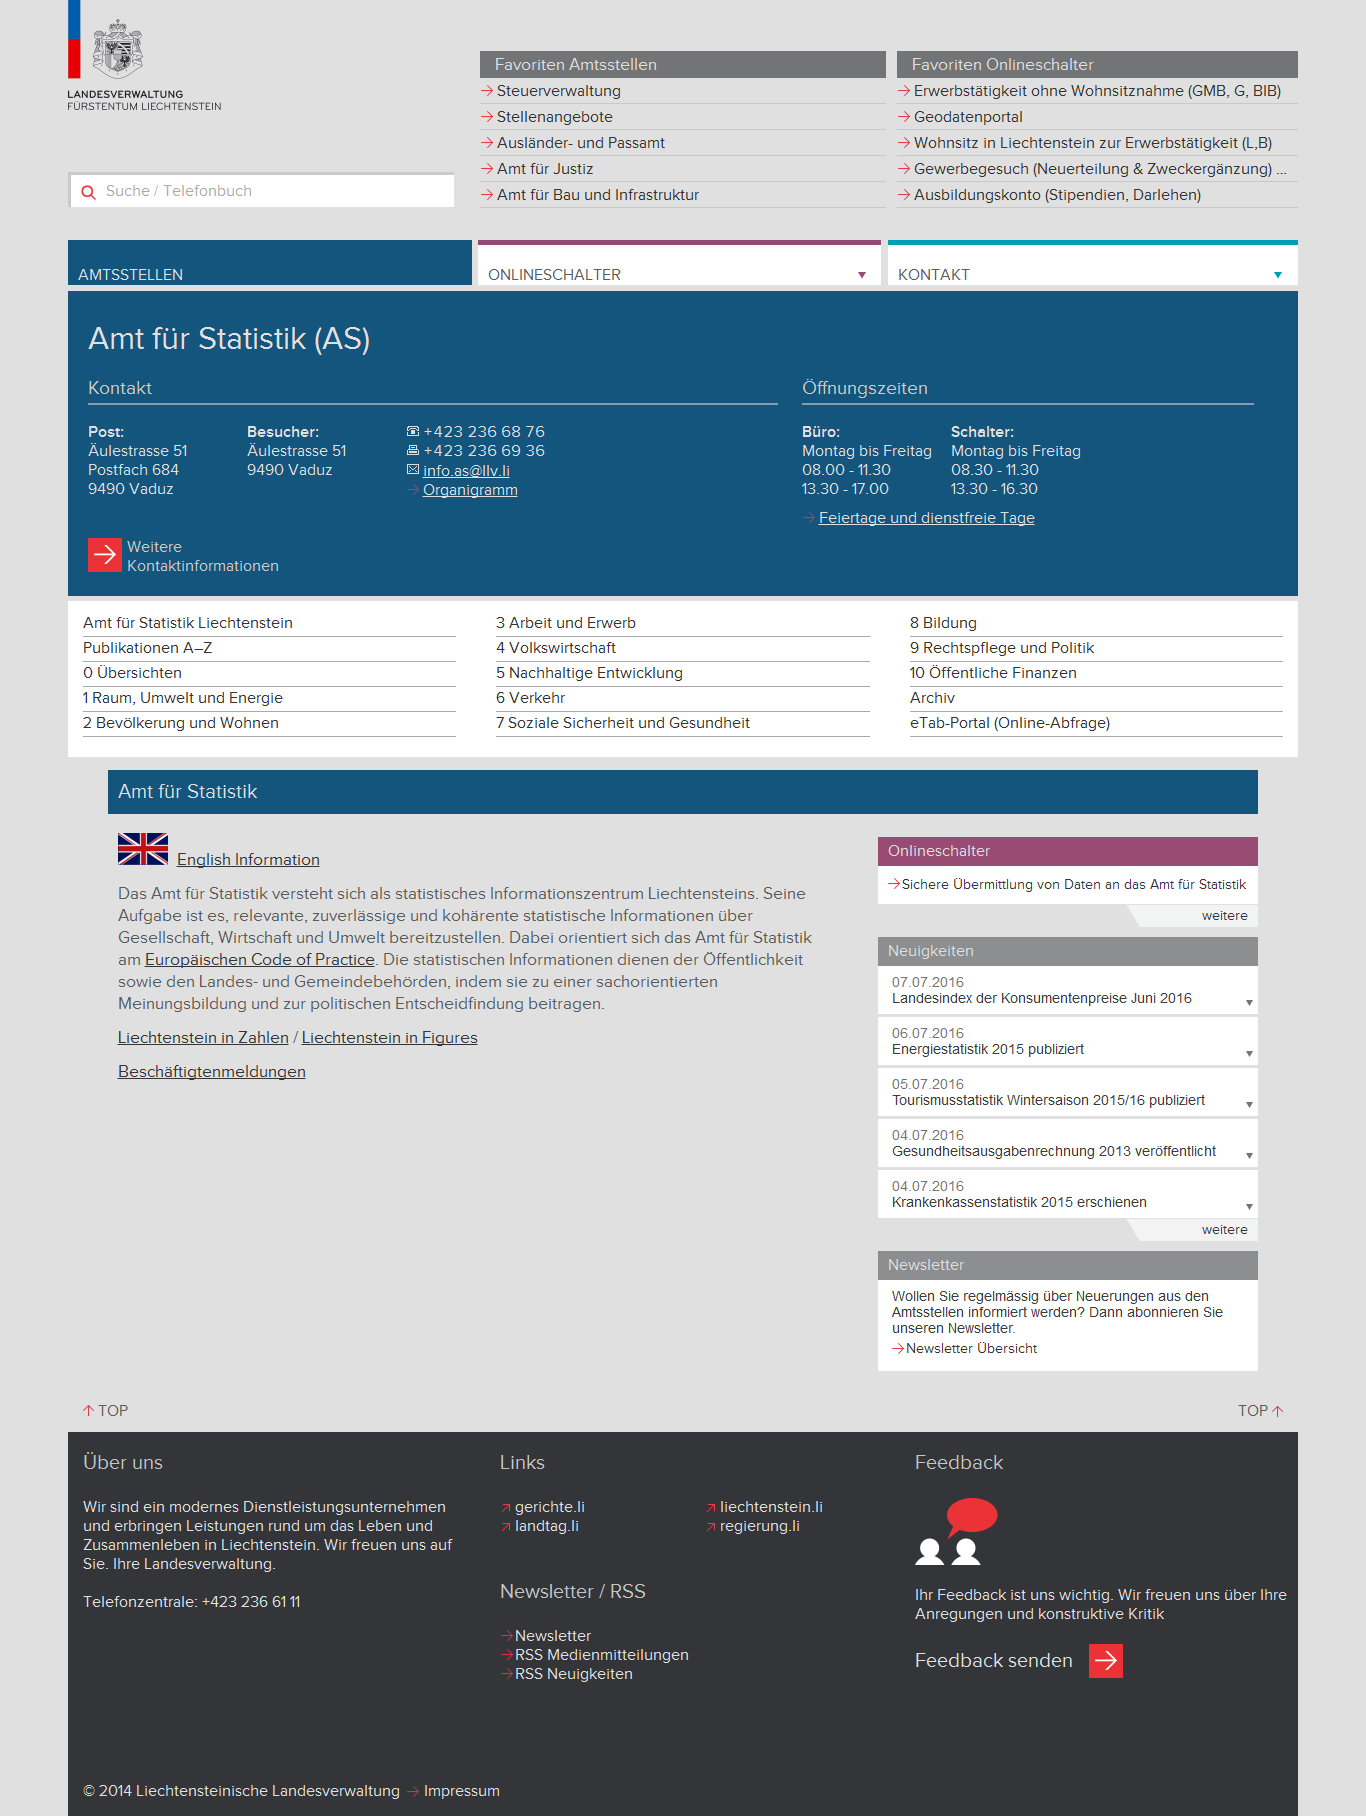 LANDESVERWALTUNG
FÜRSTENTUM LIECHTENSTEIN
Suche / Telefonbuch
Favoriten Amtsstellen
Steuerverwaltung
Stellenangebote
Ausländer- und Passamt
Amt für Justiz
Amt für Bau und Infrastruktur
Favoriten Onlineschalter
Erwerbstätigkeit ohne Wohnsitznahme (GMB, G, BIB)
Geodatenportal
Wohnsitz in Liechtenstein zur Erwerbstätigkeit (L,B)
Gewerbegesuch (Neuerteilung & Zweckergänzung) ...
Ausbildungskonto (Stipendien, Darlehen)
AMTSSTELLEN
ONLINESCHALTER
KONTAKT
Amt für Statistik (AS)
Kontakt
Post:
Äulestrasse 51
Postfach 684
9490 Vaduz
Besucher:
Äulestrasse 51
9490 Vaduz
+423 236 68 76
+423 236 69 36
info.as@llv.li
Organigramm
Weitere
Kontaktinformationen
Öffnungszeiten
Büro:
Montag bis Freitag
08.00 - 11.30
13.30 - 17.00
Schalter:
Montag bis Freitag
08.30 - 11.30
13.30 - 16.30
Feiertage und dienstfreie Tage
Amt für Statistik Liechtenstein
Publikationen A–Z
0 Übersichten
1 Raum, Umwelt und Energie
2 Bevölkerung und Wohnen
3 Arbeit und Erwerb
4 Volkswirtschaft
5 Nachhaltige Entwicklung
6 Verkehr
7 Soziale Sicherheit und Gesundheit
8 Bildung
9 Rechtspflege und Politik
10 Öffentliche Finanzen
Archiv
eTab-Portal (Online-Abfrage)
Amt für Statistik
English Information
Das Amt für Statistik versteht sich als statistisches Informationszentrum Liechtensteins. Seine
Aufgabe ist es, relevante, zuverlässige und kohärente statistische Informationen über
Gesellschaft, Wirtschaft und Umwelt bereitzustellen. Dabei orientiert sich das Amt für Statistik
am Europäischen Code of Practice. Die statistischen Informationen dienen der Öffentlichkeit
sowie den Landes- und Gemeindebehörden, indem sie zu einer sachorientierten
Meinungsbildung und zur politischen Entscheidfindung beitragen.
Liechtenstein in Zahlen / Liechtenstein in Figures
Beschäftigtenmeldungen
Onlineschalter
Sichere Übermittlung von Daten an das Amt für Statistik
weitere
Neuigkeiten
07.07.2016
Landesindex der Konsumentenpreise Juni 2016
06.07.2016
Energiestatistik 2015 publiziert
05.07.2016
Tourismusstatistik Wintersaison 2015/16 publiziert
04.07.2016
Gesundheitsausgabenrechnung 2013 veröffentlicht
04.07.2016
Krankenkassenstatistik 2015 erschienen
weitere
Newsletter
Wollen Sie regelmässig über Neuerungen aus den
Amtsstellen informiert werden? Dann abonnieren Sie
unseren Newsletter.
Newsletter Übersicht
TOP
TOP
Über uns
Wir sind ein modernes Dienstleistungsunternehmen
und erbringen Leistungen rund um das Leben und
Zusammenleben in Liechtenstein. Wir freuen uns auf
Sie. Ihre Landesverwaltung.
Telefonzentrale: +423 236 61 11
Links
gerichte.li
landtag.li
liechtenstein.li
regierung.li
Newsletter / RSS
Newsletter
RSS Medienmitteilungen
RSS Neuigkeiten
Feedback
Ihr Feedback ist uns wichtig. Wir freuen uns über Ihre
Anregungen und konstruktive Kritik
Feedback senden
© 2014 Liechtensteinische Landesverwaltung
Impressum